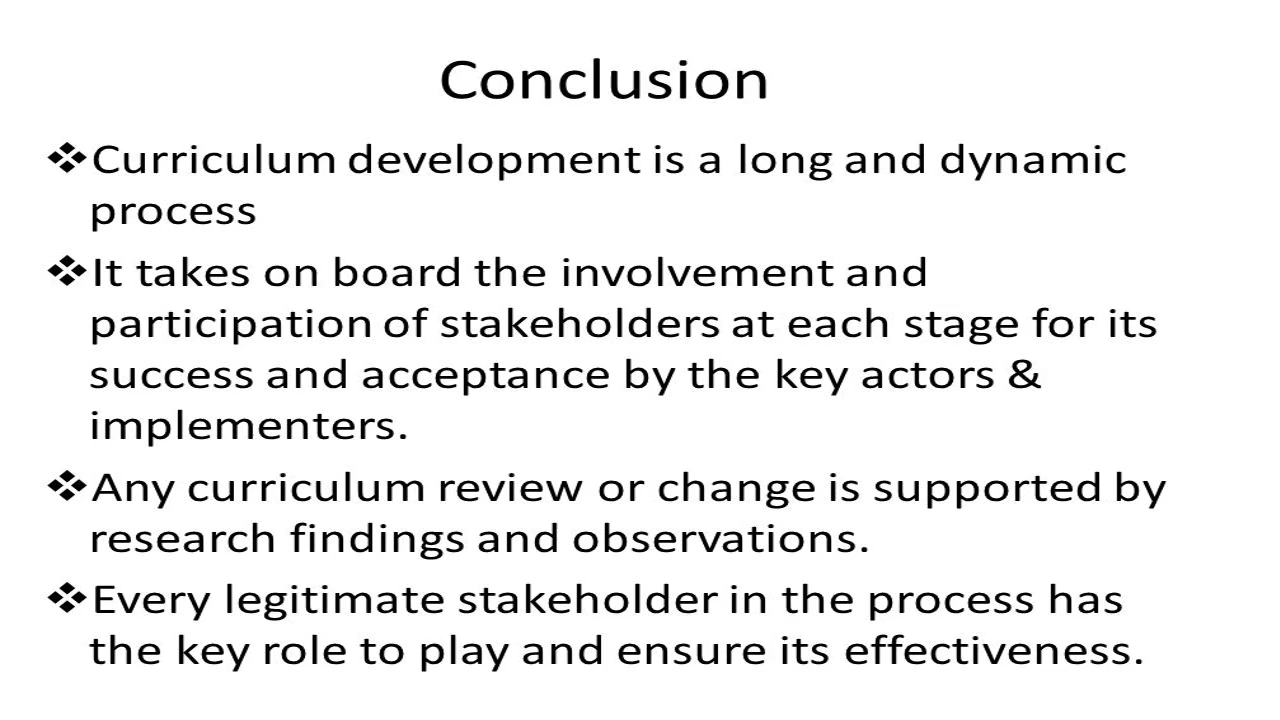 Conclusion
❖Curriculum development is a long and dynamic
process
❖It takes on board the involvement and
participation of stakeholders at each stage for its
success and acceptance by the key actors &
implementers.
❖Any curriculum review or change is supported by
research findings and observations.
❖Every legitimate stakeholder in the process has
the key role to play and ensure its effectiveness.